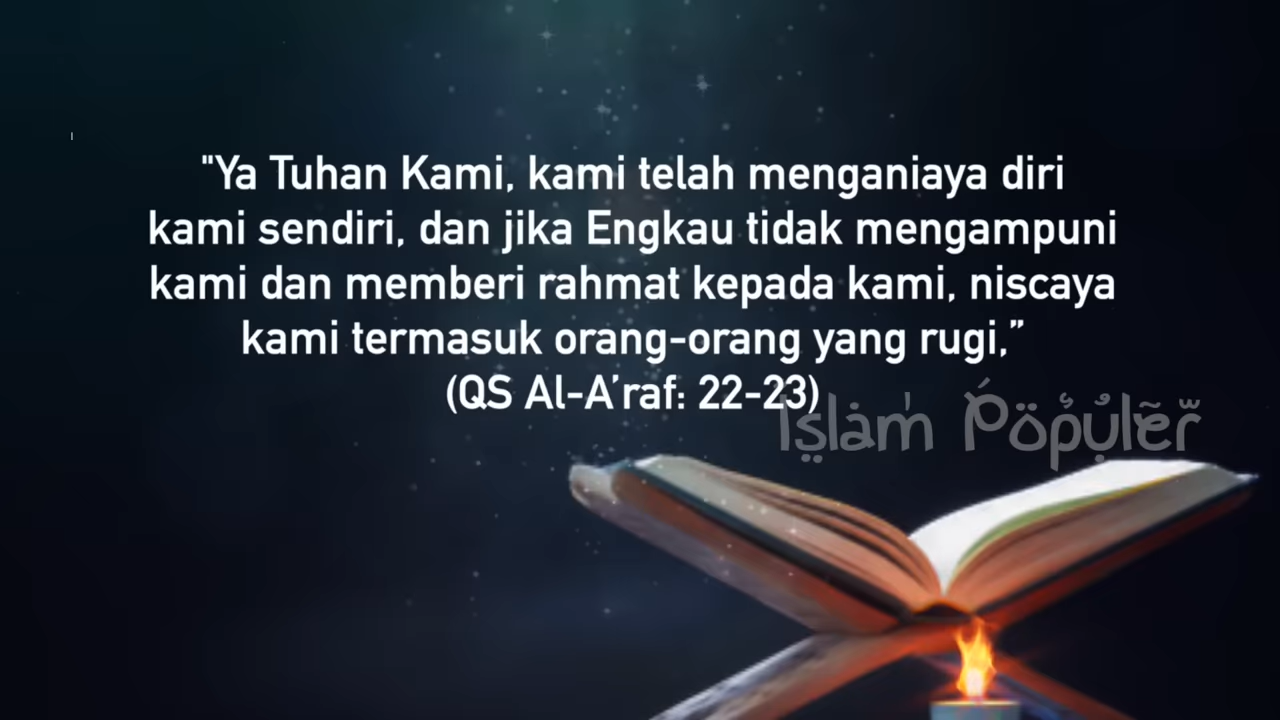 "Ya Tuhan Kami, kami telah menganiaya diri
kami sendiri, dan jika Engkau tidak mengampuni
kami dan memberi rahmat kepada kami, niscaya
kami termasuk orang-orang yang rugi,”
(QS Al-A’raf: 22-23)
Islam Populer